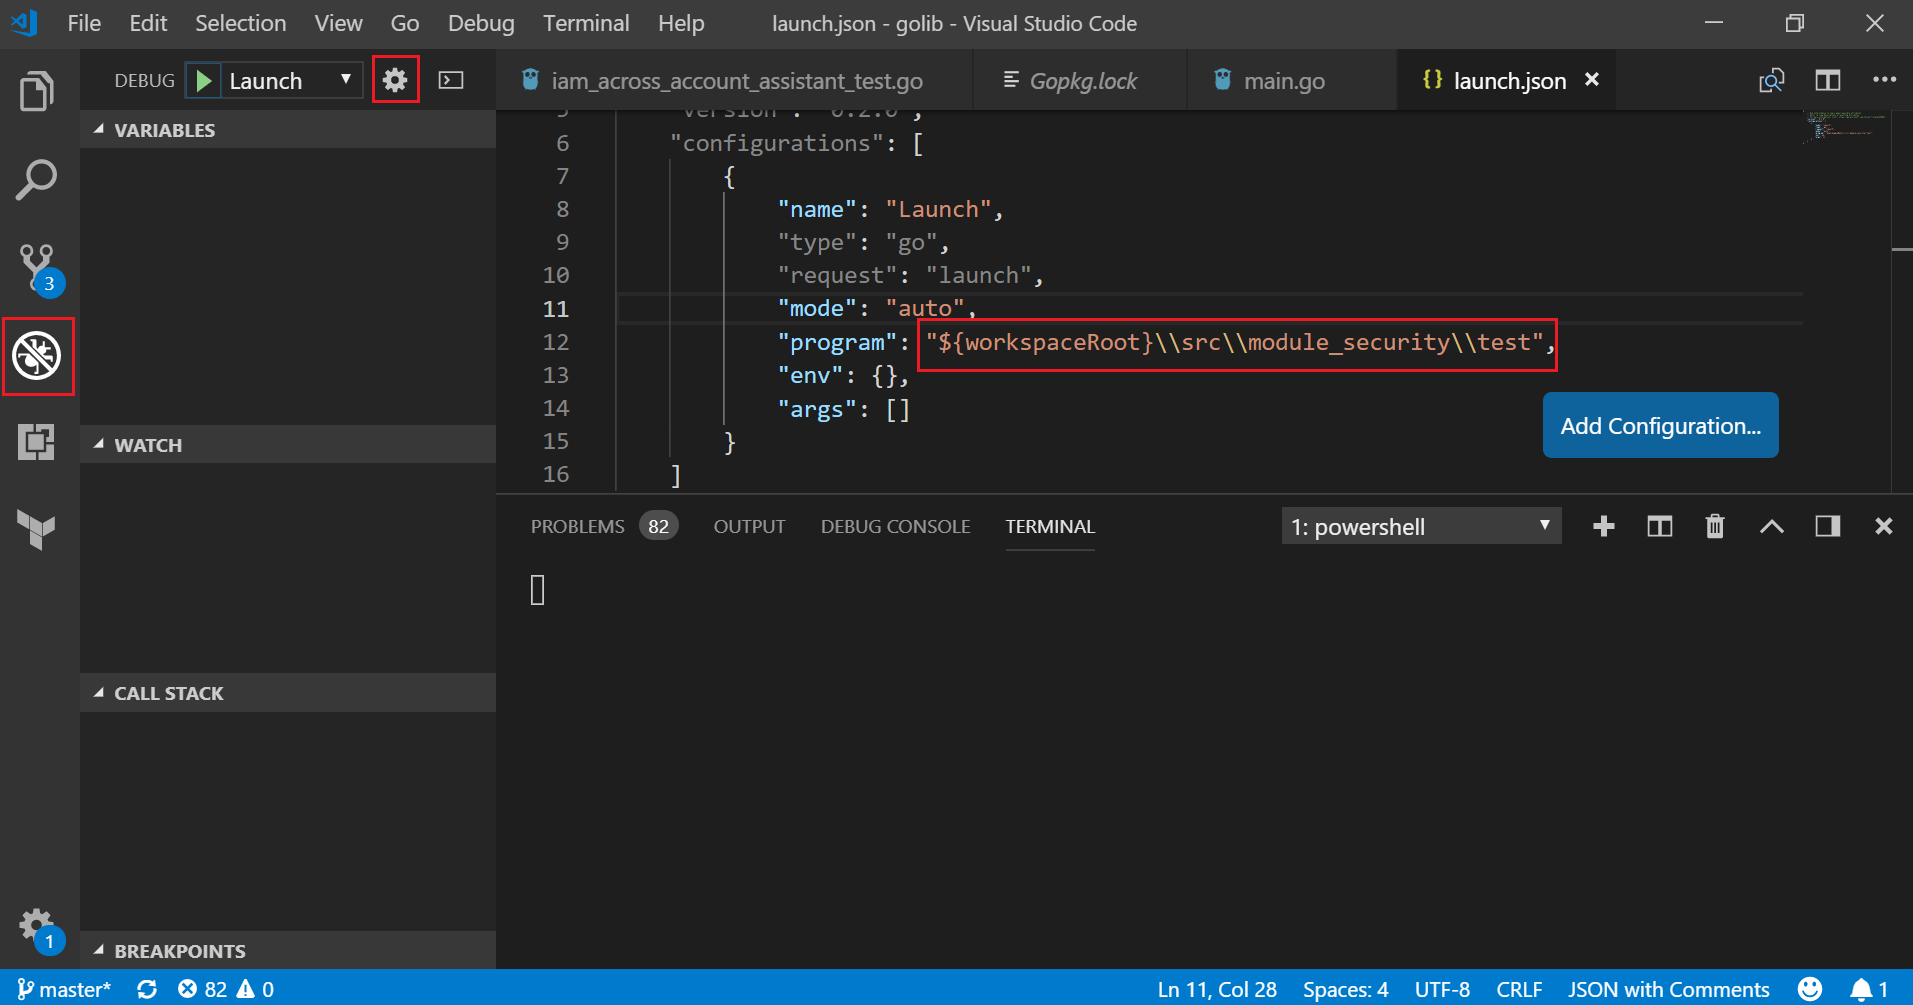 File Edit Selection View Go Debug Terminal Help launch.json - golib - Visual Studio Code
DEBUG Launch
iam_across_account_assistant_test.go Gopkg.lock main.go {} launch.json
VARIABLES
5 "version": "0.2.0",
6 "configurations": [
7 {
8 "name": "Launch",
9 "type": "go",
10 "request": "launch",
11 "mode": "auto",
12 "program": "${workspaceRoot}\\src\\module_security\\test",
13 "env": {},
14 "args": []
15 }
16 ]
Add Configuration...
3
WATCH
CALL STACK
BREAKPOINTS
1
PROBLEMS 82 OUTPUT DEBUG CONSOLE TERMINAL 1: powershell
master* 82 0 Ln 11, Col 28 Spaces: 4 UTF-8 CRLF JSON with Comments 1